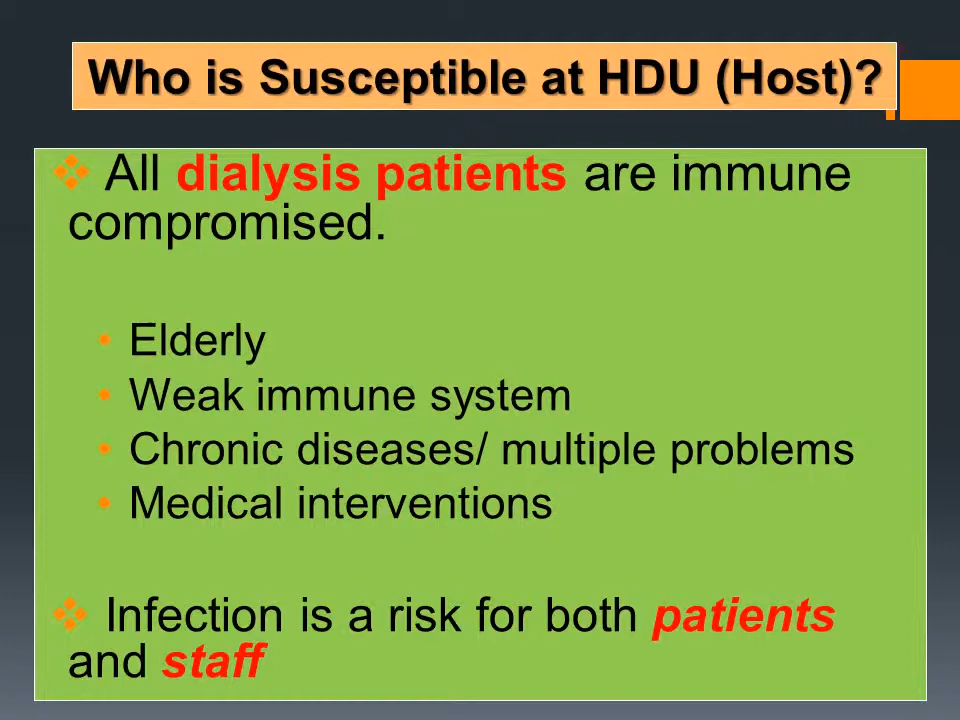 Who is Susceptible at HDU (Host)?
❖ All dialysis patients are immune
compromised.
• Elderly
• Weak immune system
• Chronic diseases/ multiple problems
• Medical interventions
❖ Infection is a risk for both patients
and staff